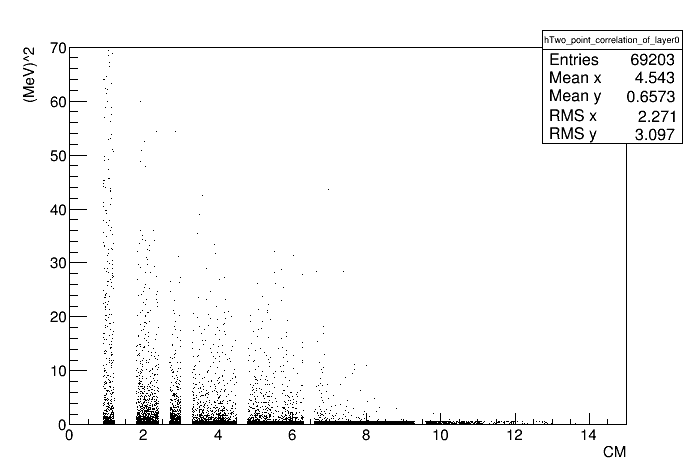 hTwo_point_correlation_of_layer0
Entries 69203
Mean x 4.543
Mean y 0.6573
RMS x 2.271
RMS y 3.097
(MeV)^2
70
60
50
40
30
20
10
0
0 2 4 6 8 10 12 14
CM